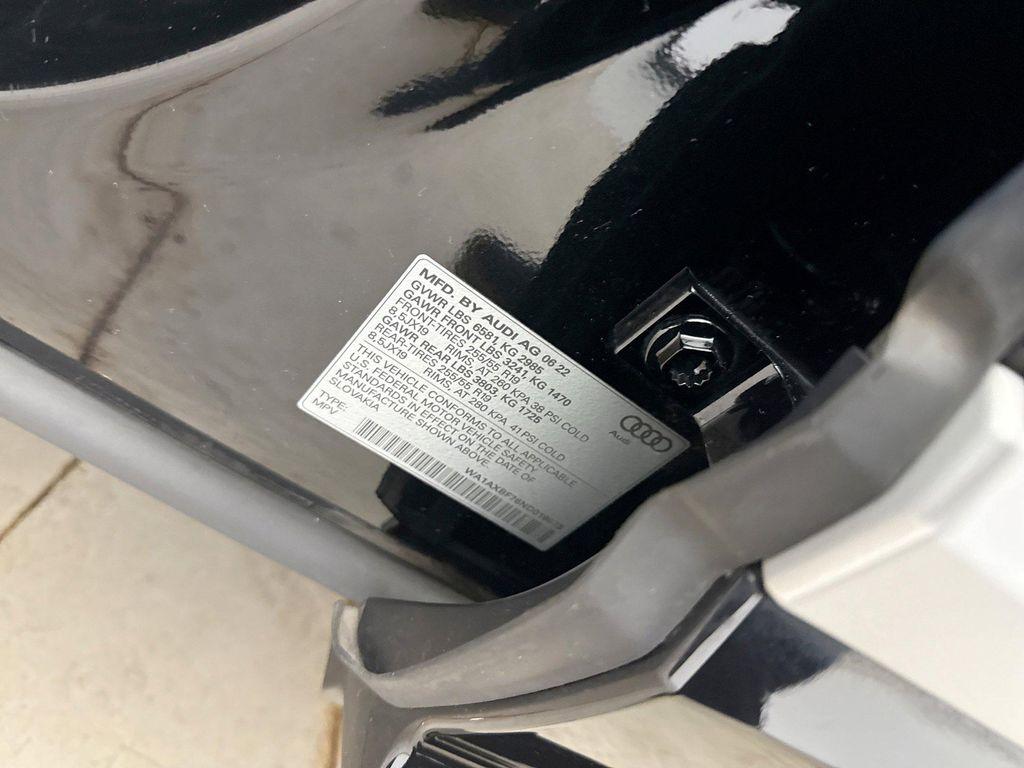 MFD. BY AUDI AG 06 22
GVWR LBS 6581, KG 2985
GAWR FRONT LBS 3241, KG 1470
FRONT-TIRES 255/55 R19
8.5JX19 RIMS AT 260 KPA 38 PSI COLD
GAWR REAR LBS 3803, KG 1725
REAR-TIRES 255/55 R19
8.5JX19 RIMS AT 280 KPA 41 PSI COLD
THIS VEHICLE CONFORMS TO ALL APPLICABLE
U.S. FEDERAL MOTOR VEHICLE SAFETY
STANDARDS IN EFFECT ON THE DATE OF
MANUFACTURE SHOWN ABOVE.
SLOVAKIA
TYPE:
MPV
Audi